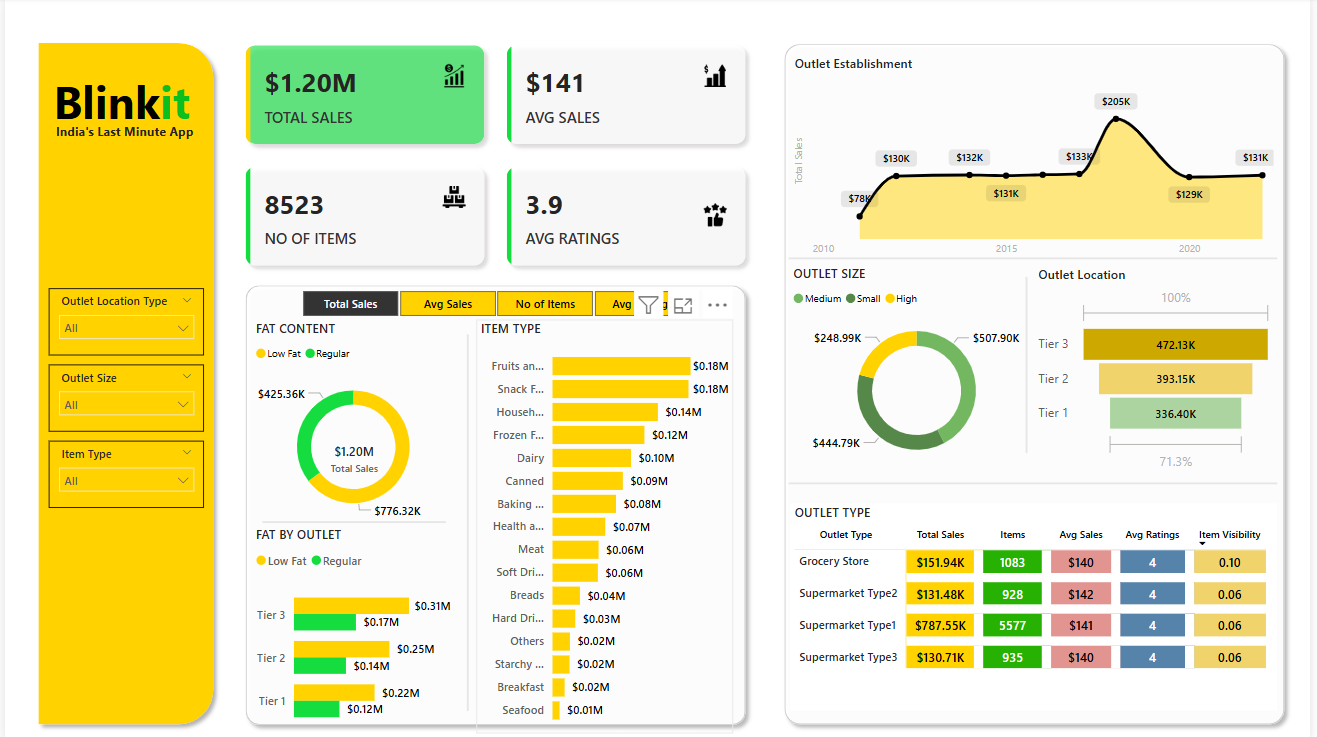 Blinkit
India's Last Minute App
Outlet Location Type
All
Outlet Size
All
Item Type
All
$1.20M
TOTAL SALES
$141
AVG SALES
8523
NO OF ITEMS
3.9
AVG RATINGS
Total Sales
Avg Sales
No of Items
Avg
FAT CONTENT
Low Fat
Regular
$425.36K
$1.20M
Total Sales
$776.32K
FAT BY OUTLET
Low Fat
Regular
Tier 3
$0.31M
$0.17M
Tier 2
$0.25M
$0.14M
Tier 1
$0.22M
$0.12M
ITEM TYPE
Fruits an... $0.18M
Snack F... $0.18M
Househ... $0.14M
Frozen F... $0.12M
Dairy $0.10M
Canned $0.09M
Baking ... $0.08M
Health a... $0.07M
Meat $0.06M
Soft Dri... $0.06M
Breads $0.04M
Hard Dri... $0.03M
Others $0.02M
Starchy ... $0.02M
Breakfast $0.02M
Seafood $0.01M
Outlet Establishment
Total Sales
$78K
$130K
$132K
$131K
$133K
$205K
$129K
$131K
2010 2015 2020
OUTLET SIZE
Medium Small High
$248.99K
$507.90K
$444.79K
Outlet Location
100%
Tier 3 472.13K
Tier 2 393.15K
Tier 1 336.40K
71.3%
OUTLET TYPE
Outlet Type Total Sales Items Avg Sales Avg Ratings Item Visibility
Grocery Store $151.94K 1083 $140 4 0.10
Supermarket Type2 $131.48K 928 $142 4 0.06
Supermarket Type1 $787.55K 5577 $141 4 0.06
Supermarket Type3 $130.71K 935 $140 4 0.06